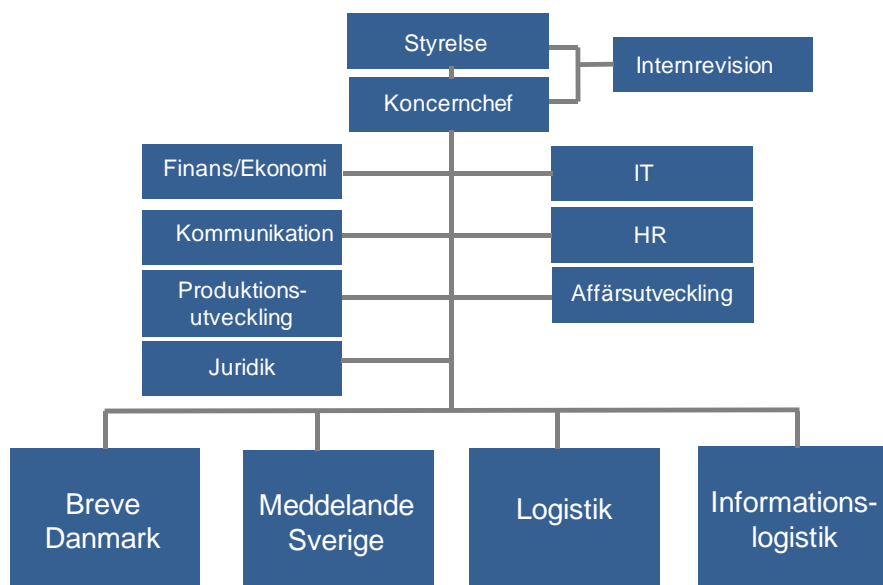 Styrelse
Internrevision
Koncernchef
Finans/Ekonomi
IT
Kommunikation
HR
Produktions-
utveckling
Affärsutveckling
Juridik
Breve
Danmark
Meddelande
Sverige
Logistik
Informations-
logistik